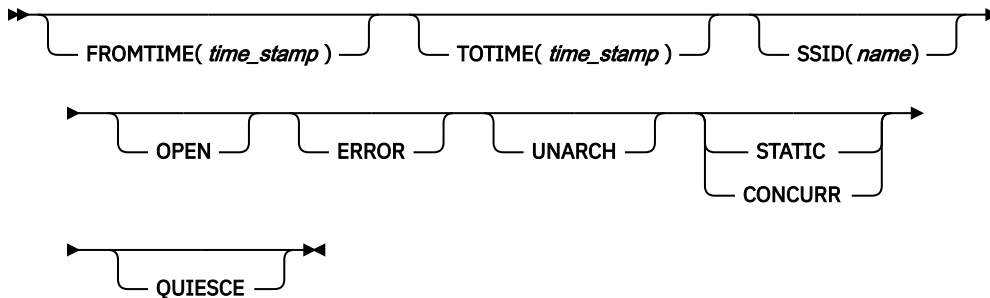 FROMTIME( time_stamp ) TOTIME( time_stamp ) SSID( name)
OPEN ERROR UNARCH STATIC
CONCURR
QUIESCE